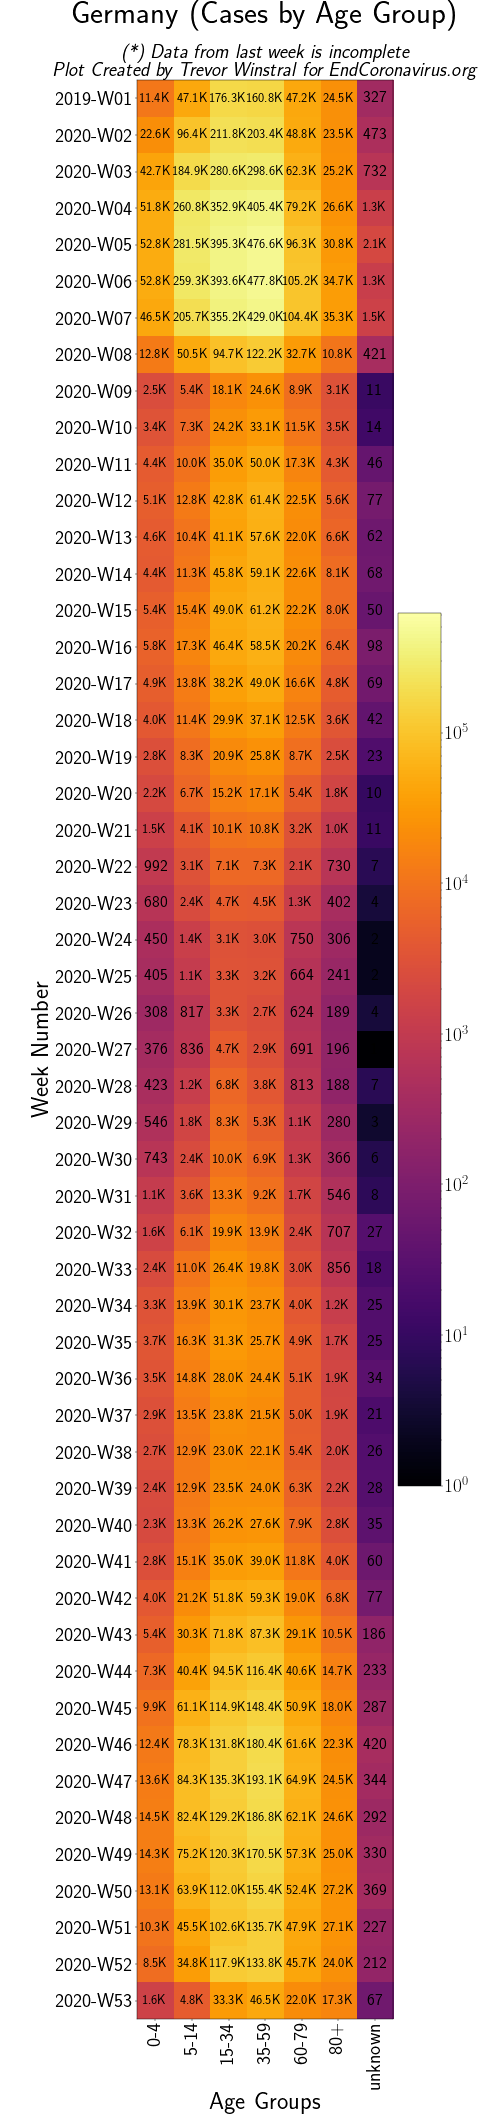 Germany (Cases by Age Group)
(*) Data from last week is incomplete
Plot Created by Trevor Winstral for EndCoronavirus.org
2019-W01 11.4K 47.1K 176.3K 160.8K 47.2K 24.5K 327
2020-W02 22.6K 96.4K 211.8K 203.4K 48.8K 23.5K 473
2020-W03 42.7K 184.9K 280.6K 298.6K 62.3K 25.2K 732
2020-W04 51.8K 260.8K 352.9K 405.4K 79.2K 26.6K 1.3K
2020-W05 52.8K 281.5K 395.3K 476.6K 96.3K 30.8K 2.1K
2020-W06 52.8K 259.3K 393.6K 477.8K 105.2K 34.7K 1.3K
2020-W07 46.5K 205.7K 355.2K 429.0K 104.4K 35.3K 1.5K
2020-W08 12.8K 50.5K 94.7K 122.2K 32.7K 10.8K 421
2020-W09 2.5K 5.4K 18.1K 24.6K 8.9K 3.1K 11
2020-W10 3.4K 7.3K 24.2K 33.1K 11.5K 3.5K 14
2020-W11 4.4K 10.0K 35.0K 50.0K 17.3K 4.3K 46
2020-W12 5.1K 12.8K 42.8K 61.4K 22.5K 5.6K 77
2020-W13 4.6K 10.4K 41.1K 57.6K 22.0K 6.6K 62
2020-W14 4.4K 11.3K 45.8K 59.1K 22.6K 8.1K 68
2020-W15 5.4K 15.4K 49.0K 61.2K 22.2K 8.0K 50
2020-W16 5.8K 17.3K 46.4K 58.5K 20.2K 6.4K 98
2020-W17 4.9K 13.8K 38.2K 49.0K 16.6K 4.8K 69
2020-W18 4.0K 11.4K 29.9K 37.1K 12.5K 3.6K 42
2020-W19 2.8K 8.3K 20.9K 25.8K 8.7K 2.5K 23
2020-W20 2.2K 6.7K 15.2K 17.1K 5.4K 1.8K 10
2020-W21 1.5K 4.1K 10.1K 10.8K 3.2K 1.0K 11
2020-W22 992 3.1K 7.1K 7.3K 2.1K 730 7
2020-W23 680 2.4K 4.7K 4.5K 1.3K 402 4
2020-W24 450 1.4K 3.1K 3.0K 750 306 2
2020-W25 405 1.1K 3.3K 3.2K 664 241 2
2020-W26 308 817 3.3K 2.7K 624 189 4
2020-W27 376 836 4.7K 2.9K 691 196
2020-W28 423 1.2K 6.8K 3.8K 813 188 7
2020-W29 546 1.8K 8.3K 5.3K 1.1K 280 3
2020-W30 743 2.4K 10.0K 6.9K 1.3K 366 6
2020-W31 1.1K 3.6K 13.3K 9.2K 1.7K 546 8
2020-W32 1.6K 6.1K 19.9K 13.9K 2.4K 707 27
2020-W33 2.4K 11.0K 26.4K 19.8K 3.0K 856 18
2020-W34 3.3K 13.9K 30.1K 23.7K 4.0K 1.2K 25
2020-W35 3.7K 16.3K 31.3K 25.7K 4.9K 1.7K 25
2020-W36 3.5K 14.8K 28.0K 24.4K 5.1K 1.9K 34
2020-W37 2.9K 13.5K 23.8K 21.5K 5.0K 1.9K 21
2020-W38 2.7K 12.9K 23.0K 22.1K 5.4K 2.0K 26
2020-W39 2.4K 12.9K 23.5K 24.0K 6.3K 2.2K 28
2020-W40 2.3K 13.3K 26.2K 27.6K 7.9K 2.8K 35
2020-W41 2.8K 15.1K 35.0K 39.0K 11.8K 4.0K 60
2020-W42 4.0K 21.2K 51.8K 59.3K 19.0K 6.8K 77
2020-W43 5.4K 30.3K 71.8K 87.3K 29.1K 10.5K 186
2020-W44 7.3K 40.4K 94.5K 116.4K 40.6K 14.7K 233
2020-W45 9.9K 61.1K 114.9K 148.4K 50.9K 18.0K 287
2020-W46 12.4K 78.3K 131.8K 180.4K 61.6K 22.3K 420
2020-W47 13.6K 84.3K 135.3K 193.1K 64.9K 24.5K 344
2020-W48 14.5K 82.4K 129.2K 186.8K 62.1K 24.6K 292
2020-W49 14.3K 75.2K 120.3K 170.5K 57.3K 25.0K 330
2020-W50 13.1K 63.9K 112.0K 155.4K 52.4K 27.2K 369
2020-W51 10.3K 45.5K 102.6K 135.7K 47.9K 27.1K 227
2020-W52 8.5K 34.8K 117.9K 133.8K 45.7K 24.0K 212
2020-W53 1.6K 4.8K 33.3K 46.5K 22.0K 17.3K 67
0-4 5-14 15-34 35-59 60-79 80+ unknown
Age Groups
Week Number
10⁵
10⁴
10³
10²
10¹
10⁰